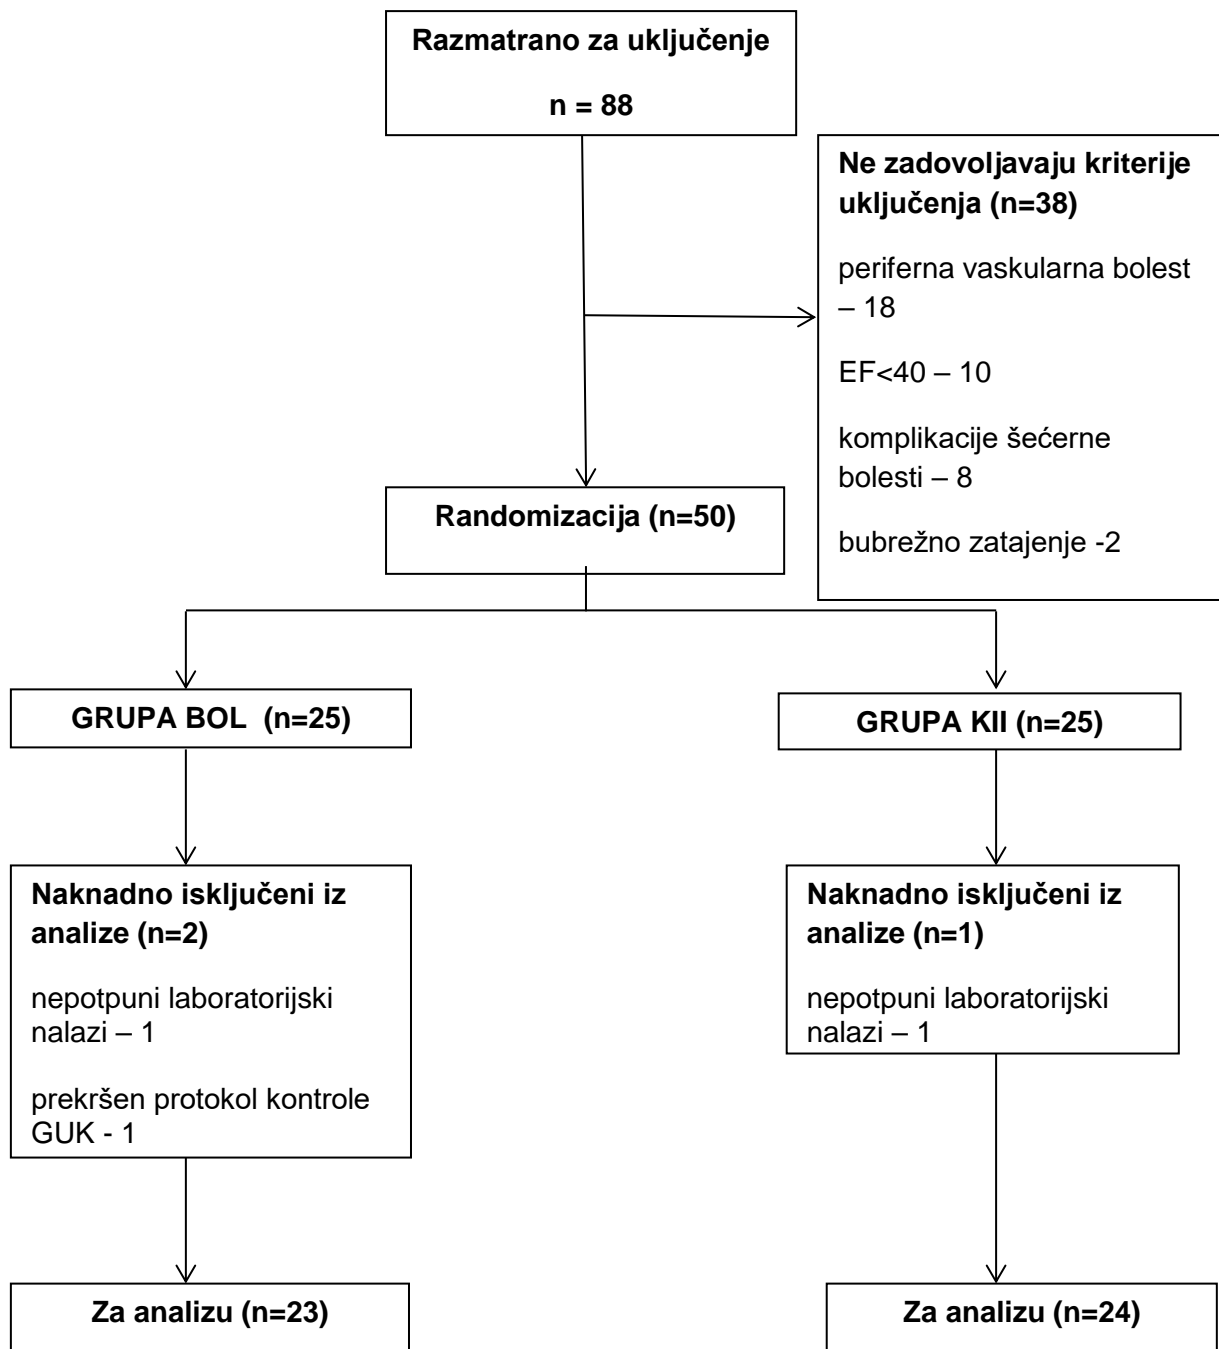 Razmatrano za uključenje
n = 88
Ne zadovoljavaju kriterije
uključenja (n=38)
periferna vaskularna bolest
– 18
EF<40 – 10
komplikacije šećerne
bolesti – 8
bubrežno zatajenje -2
Randomizacija (n=50)
GRUPA BOL  (n=25)
GRUPA KII (n=25)
Naknadno isključeni iz
analize (n=2)
nepotpuni laboratorijski
nalazi – 1
prekršen protokol kontrole
GUK - 1
Naknadno isključeni iz
analize (n=1)
nepotpuni laboratorijski
nalazi – 1
Za analizu (n=23)
Za analizu (n=24)